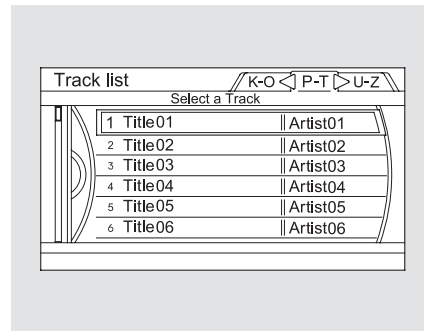 Track list K-O P-T U-Z
Select a Track
1 Title01 Artist01
2 Title02 Artist02
3 Title03 Artist03
4 Title04 Artist04
5 Title05 Artist05
6 Title06 Artist06